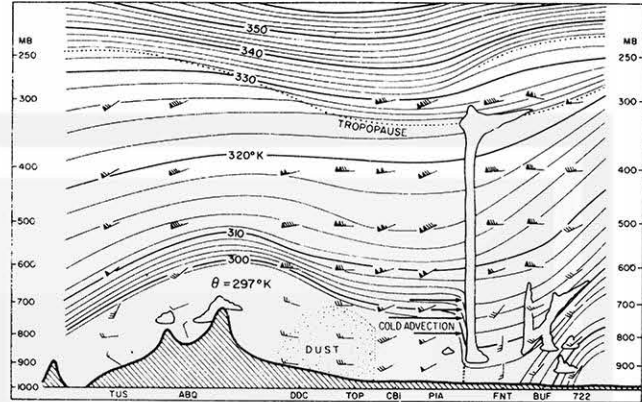 MB
350
MB
340
250
250
330
300
300
TROPOPAUSE
400
320°K
400
500
500
310
600
300
600
θ = 297°K
700
700
COLD ADVECTION
800
800
DUST
900
900
1000
1000
TUS ABQ DDC TOP CBI PIA FNT BUF 722